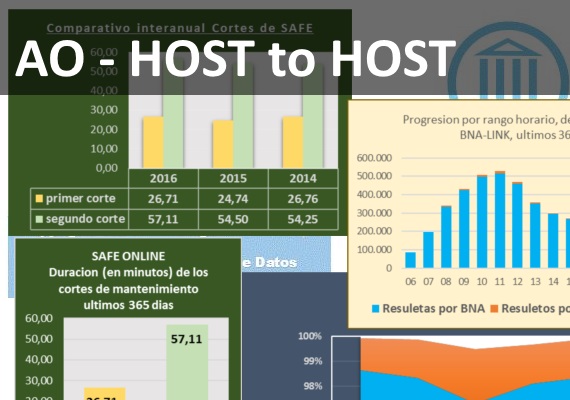 Comparativo interanual Cortes de SAFE
AO - HOST to HOST
60,00
50,00
40,00
30,00
20,00
10,00
0,00
2016 2015 2014
primer corte 26,71 24,74 26,76
segundo corte 57,11 54,50 54,25
Progresion por rango horario, de
BNA-LINK, ultimos 36
600.000
500.000
400.000
300.000
200.000
100.000
0
06 07 08 09 10 11 12 13 14
Resueltas por BNA Resueltos po
e Datos
SAFE ONLINE
Duracion (en minutos) de los
cortes de mantenimiento
ultimos 365 dias
60,00
50,00
40,00
30,00
20,00
57,11
26,71
100%
99%
98%